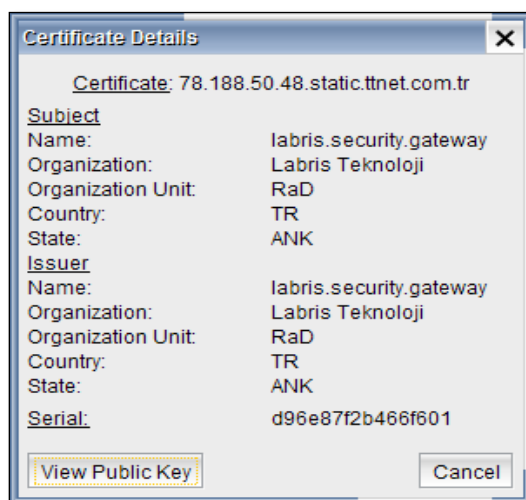 Certificate Details
Certificate: 78.188.50.48.static.ttnet.com.tr
Subject
Name: labris.security.gateway
Organization: Labris Teknoloji
Organization Unit: RaD
Country: TR
State: ANK
Issuer
Name: labris.security.gateway
Organization: Labris Teknoloji
Organization Unit: RaD
Country: TR
State: ANK
Serial: d96e87f2b466f601
View Public Key Cancel